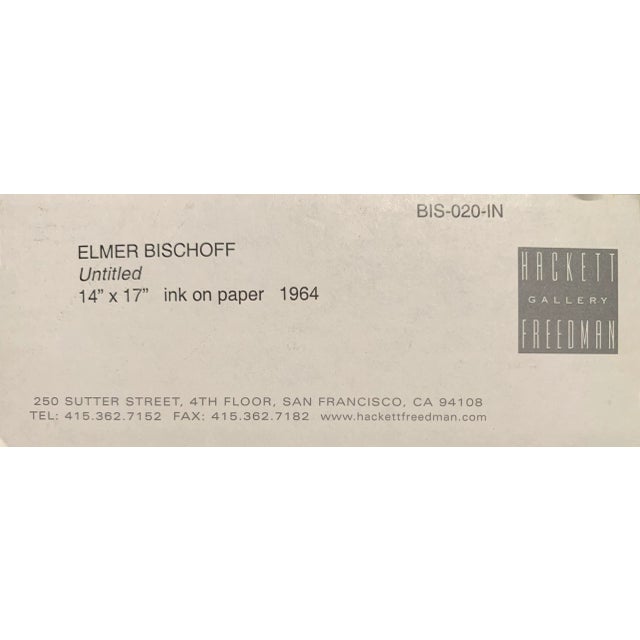 BIS-020-IN
ELMER BISCHOFF
Untitled
14" x 17" ink on paper 1964
HACKETT
GALLERY
FREEDMAN
250 SUTTER STREET, 4TH FLOOR, SAN FRANCISCO, CA 94108
TEL: 415.362.7152 FAX: 415.362.7182 www.hackettfreedman.com